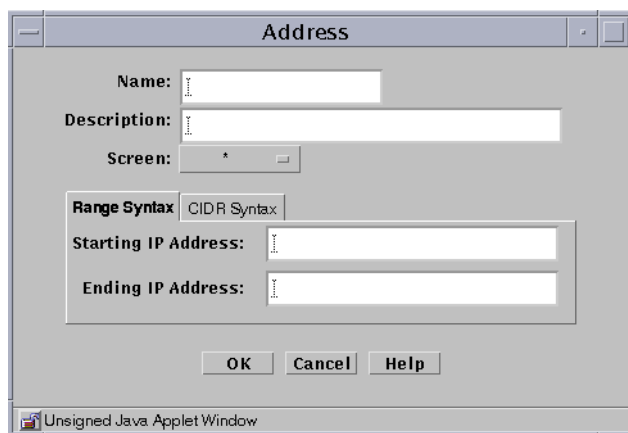 Address
Name:
Description:
Screen: *
Range Syntax CIDR Syntax
Starting IP Address:
Ending IP Address:
OK Cancel Help
Unsigned Java Applet Window